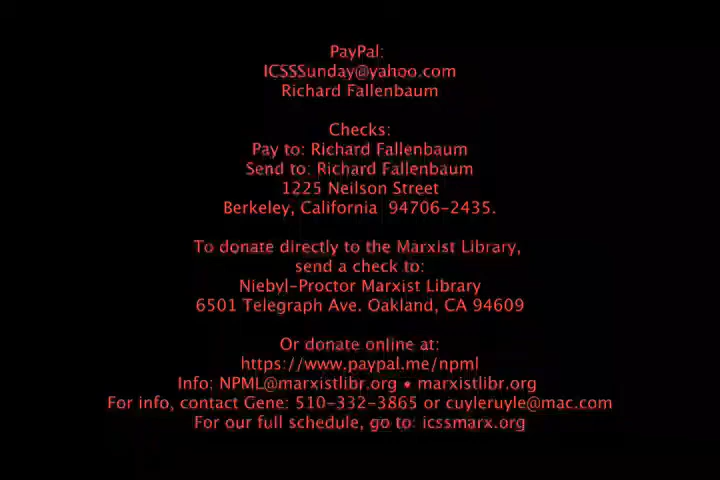 PayPal:
ICSSSunday@yahoo.com
Richard Fallenbaum
Checks:
Pay to: Richard Fallenbaum
Send to: Richard Fallenbaum
1225 Neilson Street
Berkeley, California  94706-2435.
To donate directly to the Marxist Library,
send a check to:
Niebyl-Proctor Marxist Library
6501 Telegraph Ave. Oakland, CA 94609
Or donate online at:
https://www.paypal.me/npml
Info: NPML@marxistlibr.org • marxistlibr.org
For info, contact Gene: 510-332-3865 or cuyleruyle@mac.com
For our full schedule, go to: icssmarx.org